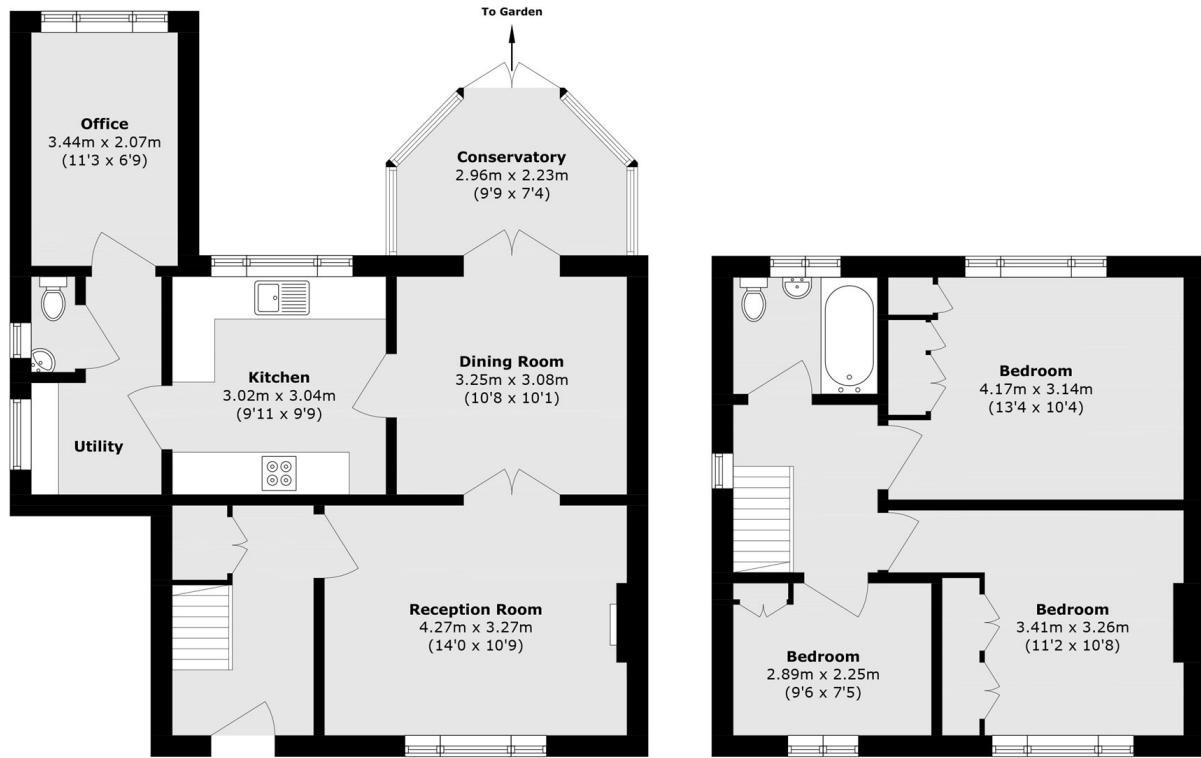 To Garden
Office
3.44m x 2.07m
(11'3 x 6'9)
Conservatory
2.96m x 2.23m
(9'9 x 7'4)
Kitchen
3.02m x 3.04m
(9'11 x 9'9)
Dining Room
3.25m x 3.08m
(10'8 x 10'1)
Utility
Reception Room
4.27m x 3.27m
(14'0 x 10'9)
Bedroom
4.17m x 3.14m
(13'4 x 10'4)
Bedroom
3.41m x 3.26m
(11'2 x 10'8)
Bedroom
2.89m x 2.25m
(9'6 x 7'5)